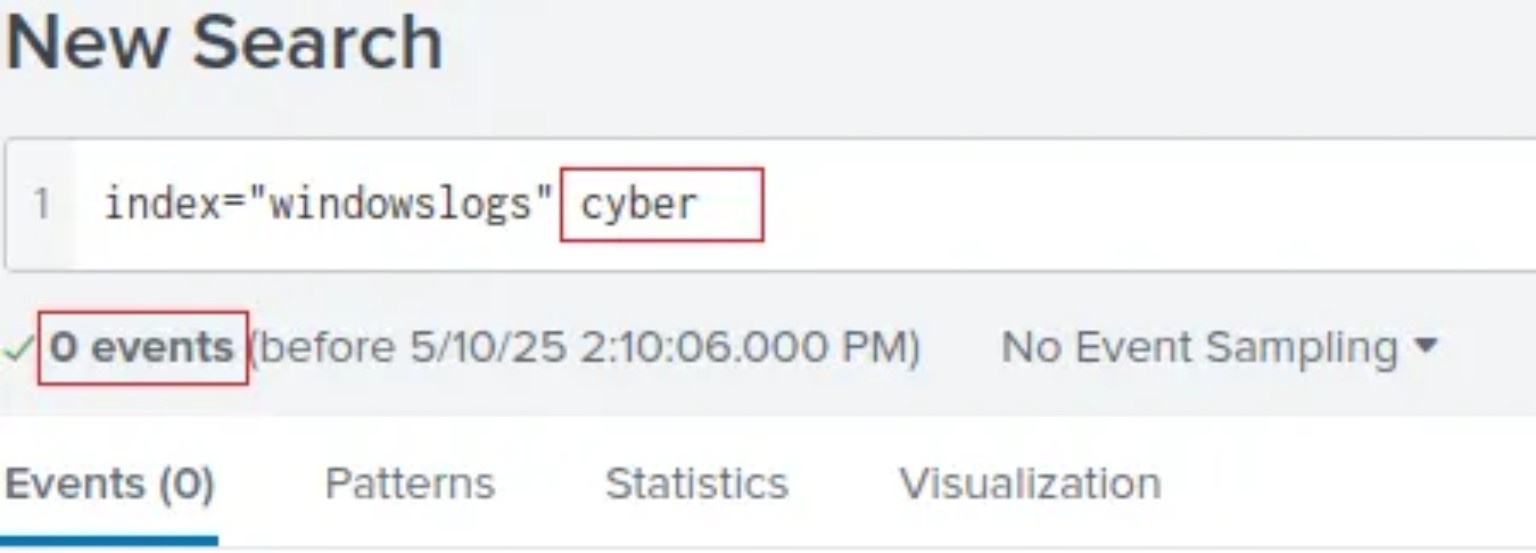 New Search
1 index="windowslogs" cyber
0 events (before 5/10/25 2:10:06.000 PM) No Event Sampling
Events (0) Patterns Statistics Visualization